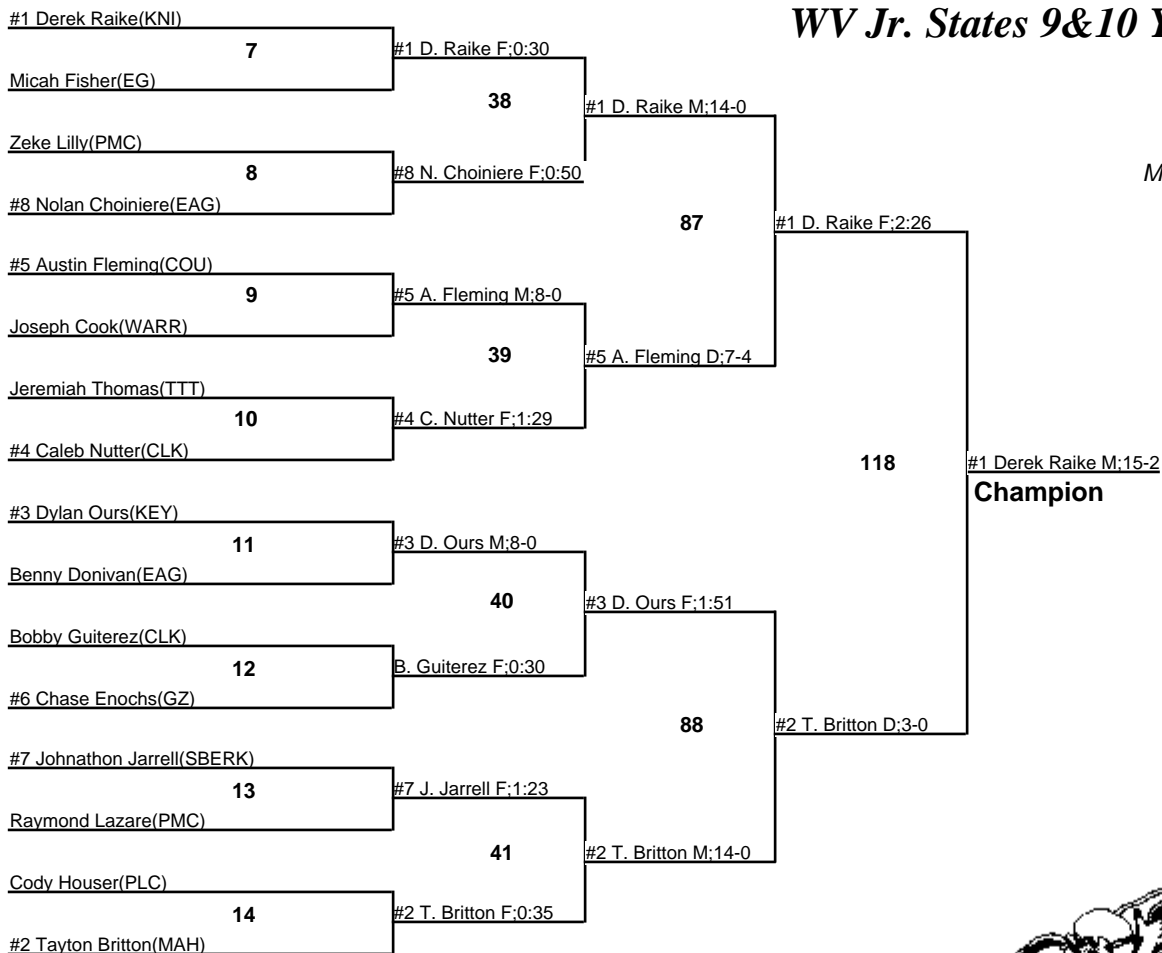 WV Jr. States 9&10 Y
#1 Derek Raike(KNI)
7
Micah Fisher(EG)
#1 D. Raike F;0:30
38
Zeke Lilly(PMC)
8
#8 Nolan Choiniere(EAG)
#8 N. Choiniere F;0:50
#1 D. Raike M;14-0
M
87
#5 Austin Fleming(COU)
9
Joseph Cook(WARR)
#5 A. Fleming M;8-0
39
Jeremiah Thomas(TTT)
10
#4 Caleb Nutter(CLK)
#4 C. Nutter F;1:29
#5 A. Fleming D;7-4
#1 D. Raike F;2:26
118
#1 Derek Raike M;15-2
Champion
#3 Dylan Ours(KEY)
11
Benny Donivan(EAG)
#3 D. Ours M;8-0
40
Bobby Guiterez(CLK)
12
#6 Chase Enochs(GZ)
B. Guiterez F;0:30
#3 D. Ours F;1:51
88
#2 T. Britton D;3-0
#7 Johnathon Jarrell(SBERK)
13
Raymond Lazare(PMC)
#7 J. Jarrell F;1:23
41
#2 T. Britton M;14-0
Cody Houser(PLC)
14
#2 Tayton Britton(MAH)
#2 T. Britton F;0:35